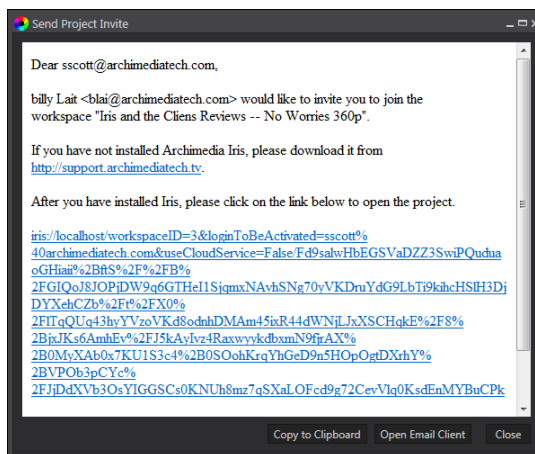 Send Project Invite
Dear sscott@archimediatech.com,
billy Lait <blai@archimediatech.com> would like to invite you to join the
workspace "Iris and the Cliens Reviews -- No Worries 360p".
If you have not installed Archimedia Iris, please download it from
http://support.archimediatech.tv.
After you have installed Iris, please click on the link below to open the project.
iris://localhost/workspaceID=3&loginToBeActivated=sscott%
40archimediatech.com&useCloudService=False/Fd9salwHbEGSVaDZZ3SwiPQudua
oGHiaii%2BftS%2F%2FB%
2FGIQoJ8JOPjDW9q6GTHeI1SjqmxNAvhSNg70yVKDruYdG9LbTi9kihcHSlH3Dj
DYXehCZb%2Ft%2FX0%
2FlTqQUq43hyYVzoVKd8odnhDMAm45ixR44dWNjLJxXSCHqkE%2F8%
2BjxJKs6AmhEv%2FJ5kAyIvz4RaxwyykdbxmN9fjrAX%
2B0MyXAb0x7KU1S3c4%2B0SOohKrqYhGeD9n5HOpOgtDXrhY%
2BVPOb3pCYc%
2FJjDdXVb3OsYIGGSCs0KNUh8mz7qSXaLOFcd9g72CevVlq0KsdEnMYBuCPk
Copy to Clipboard Open Email Client Close